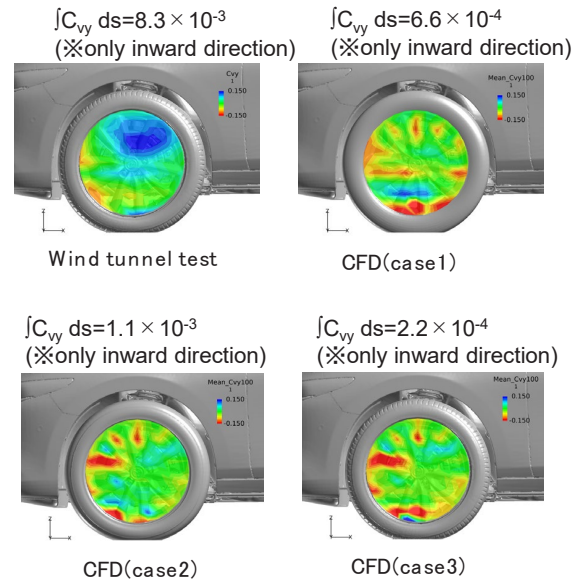 ∫Cvy ds=8.3×10-3
(※only inward direction)
Cvy
0.150
-0.150
z
x
Wind tunnel test
∫Cvy ds=6.6×10-4
(※only inward direction)
Mean_Cvy100
1
0.150
-0.150
z
x
CFD(case1)
∫Cvy ds=1.1×10-3
(※only inward direction)
Mean_Cvy100
1
0.150
-0.150
z
x
CFD(case2)
∫Cvy ds=2.2×10-4
(※only inward direction)
Mean_Cvy100
1
0.150
-0.150
z
x
CFD(case3)